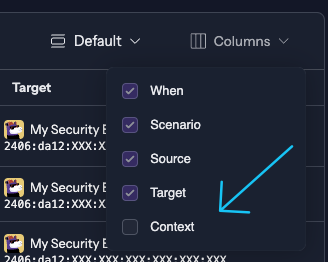 Default
Columns
Target
When
My Security
2406:da12:XXX:X
Scenario
Source
My Security
2406:da12:XXX:X
Target
Context
My Security
2406:da12:XXX:XXX:XXX:XXX:XXX:XXX